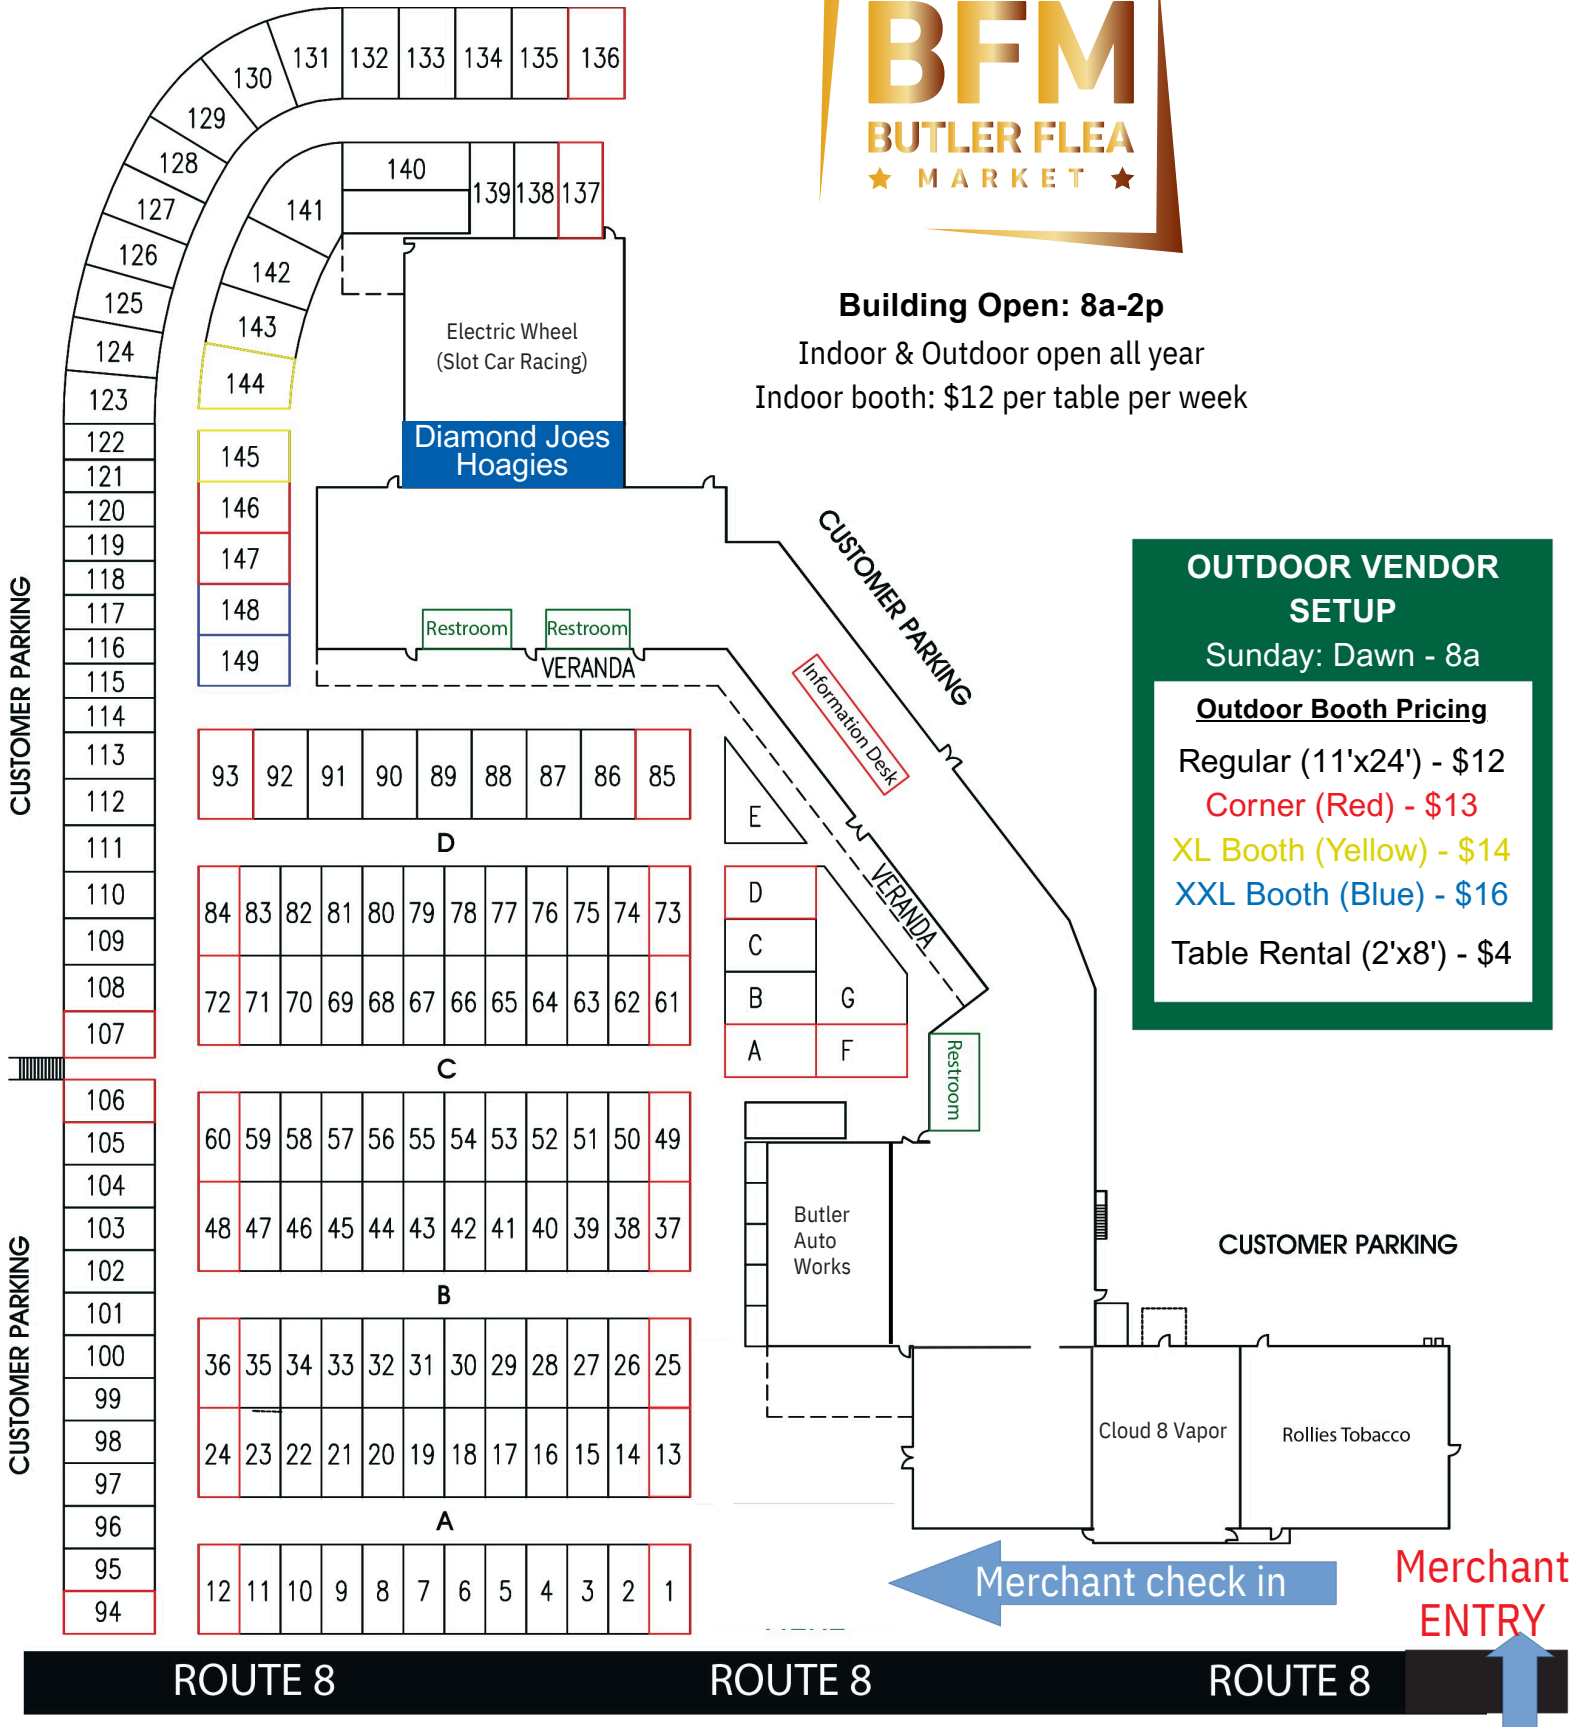 BFM
BUTLER FLEA
★ MARKET ★
Building Open: 8a-2p
Indoor & Outdoor open all year
Indoor booth: $12 per table per week
131 132 133 134 135 136
130
129
128
127
126
125
124
123
122
121
120
119
118
117
116
115
114
113
112
111
110
109
108
107
106
105
104
103
102
101
100
99
98
97
96
95
94
140
139 138 137
141
142
143
144
145
146
147
148
149
Electric Wheel
(Slot Car Racing)
Diamond Joes
Hoagies
Restroom Restroom
VERANDA
CUSTOMER PARKING
Information Desk
VERANDA
CUSTOMER PARKING
CUSTOMER PARKING
OUTDOOR VENDOR
SETUP
Sunday: Dawn - 8a
Outdoor Booth Pricing
Regular (11'x24') - $12
Corner (Red) - $13
XL Booth (Yellow) - $14
XXL Booth (Blue) - $16
Table Rental (2'x8') - $4
93 92 91 90 89 88 87 86 85
D
84 83 82 81 80 79 78 77 76 75 74 73
72 71 70 69 68 67 66 65 64 63 62 61
C
60 59 58 57 56 55 54 53 52 51 50 49
48 47 46 45 44 43 42 41 40 39 38 37
B
36 35 34 33 32 31 30 29 28 27 26 25
24 23 22 21 20 19 18 17 16 15 14 13
A
12 11 10 9 8 7 6 5 4 3 2 1
E
D
C
B G
A F
Restroom
Butler
Auto
Works
CUSTOMER PARKING
Cloud 8 Vapor
Rollies Tobacco
Merchant check in
Merchant
ENTRY
ROUTE 8 ROUTE 8 ROUTE 8